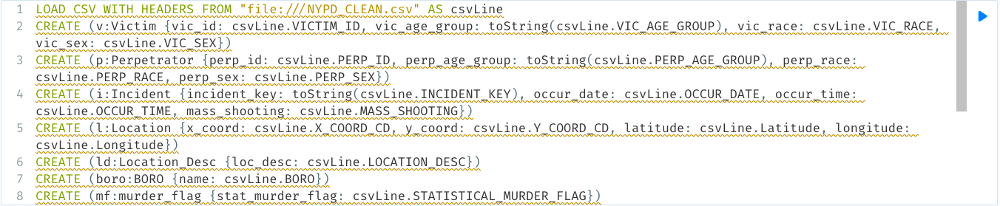 1 LOAD CSV WITH HEADERS FROM "file:///NYPD_CLEAN.csv" AS csvLine
2 CREATE (v:Victim {vic_id: csvLine.VICTIM_ID, vic_age_group: toString(csvLine.VIC_AGE_GROUP), vic_race: csvLine.VIC_RACE,
vic_sex: csvLine.VIC_SEX})
3 CREATE (p:Perpetrator {perp_id: csvLine.PERP_ID, perp_age_group: toString(csvLine.PERP_AGE_GROUP), perp_race:
csvLine.PERP_RACE, perp_sex: csvLine.PERP_SEX})
4 CREATE (i:Incident {incident_key: toString(csvLine.INCIDENT_KEY), occur_date: csvLine.OCCUR_DATE, occur_time:
csvLine.OCCUR_TIME, mass_shooting: csvLine.MASS_SHOOTING})
5 CREATE (l:Location {x_coord: csvLine.X_COORD_CD, y_coord: csvLine.Y_COORD_CD, latitude: csvLine.Latitude, longitude:
csvLine.Longitude})
6 CREATE (ld:Location_Desc {loc_desc: csvLine.LOCATION_DESC})
7 CREATE (boro:BORO {name: csvLine.BORO})
8 CREATE (mf:murder_flag {stat_murder_flag: csvLine.STATISTICAL_MURDER_FLAG})